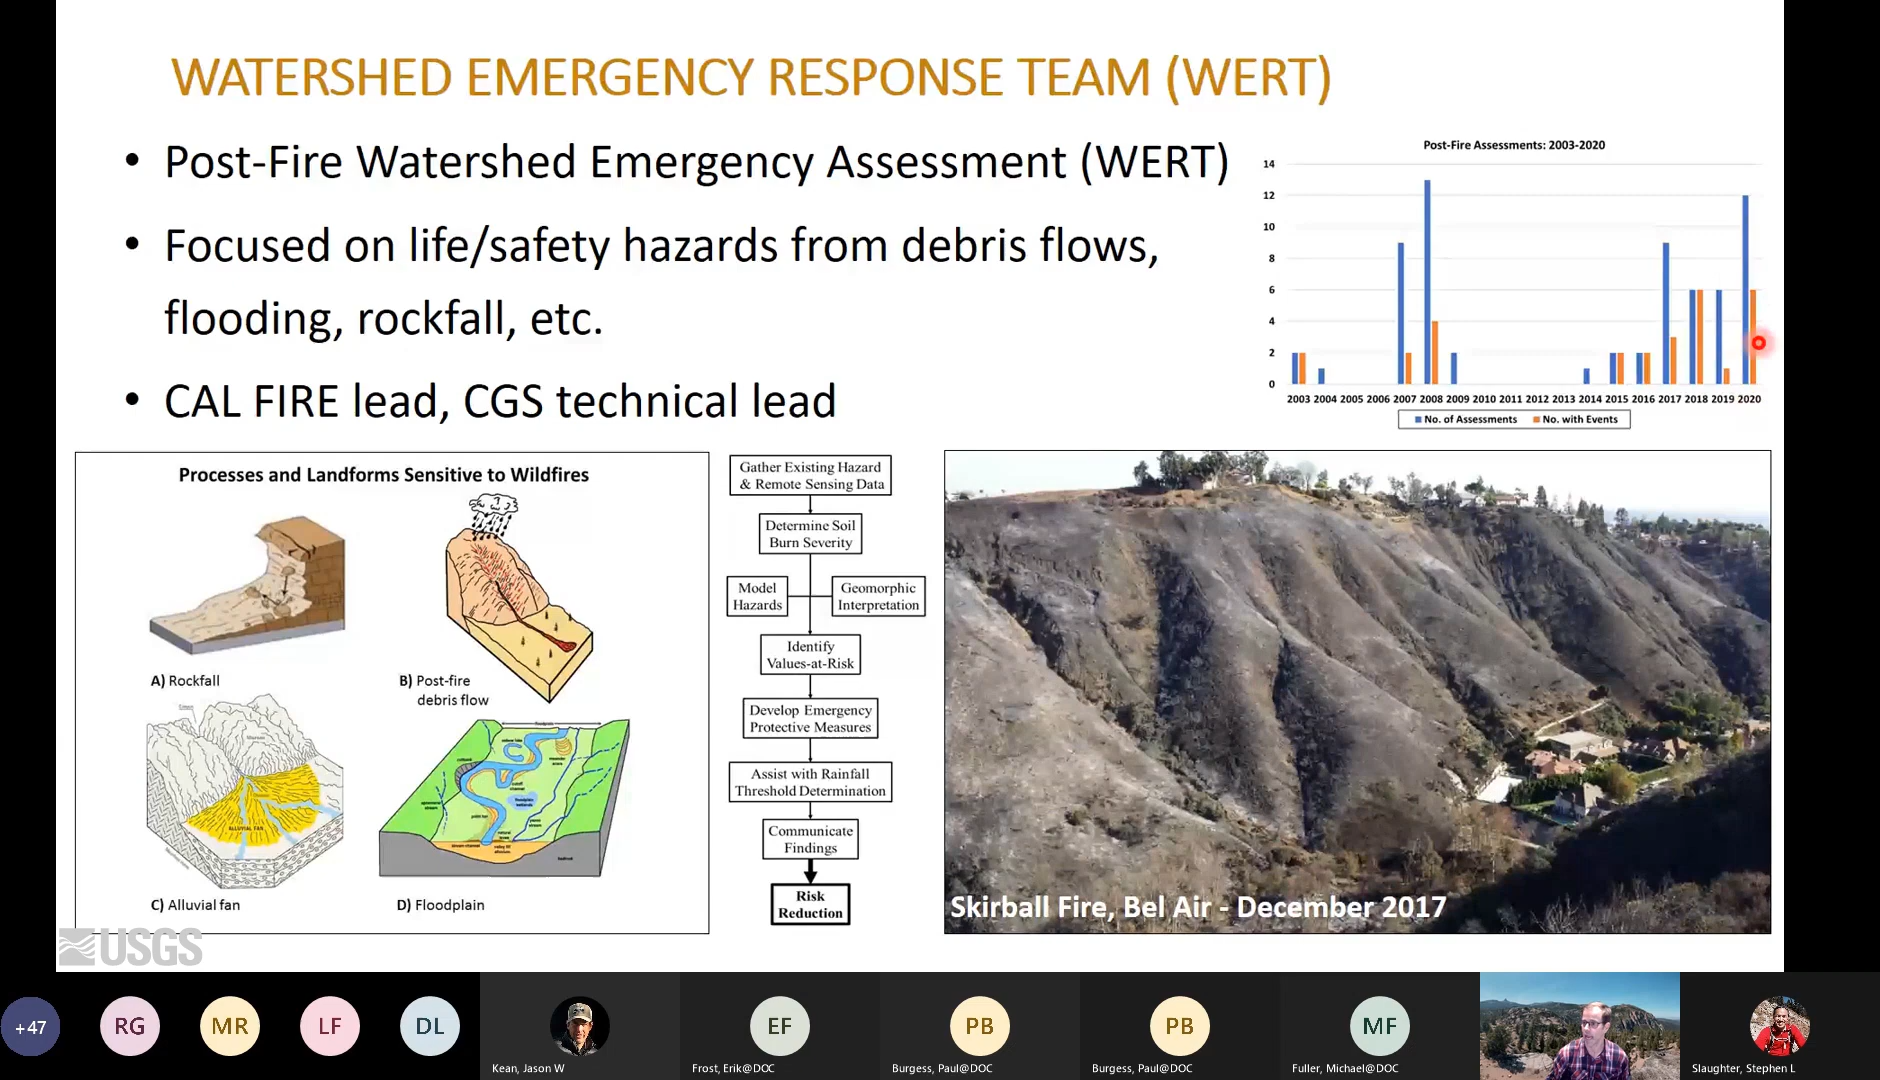 WATERSHED EMERGENCY RESPONSE TEAM (WERT)
• Post-Fire Watershed Emergency Assessment (WERT)
• Focused on life/safety hazards from debris flows,
flooding, rockfall, etc.
• CAL FIRE lead, CGS technical lead
Post-Fire Assessments: 2003-2020
14
12
10
8
6
4
2
0
2003 2004 2005 2006 2007 2008 2009 2010 2011 2012 2013 2014 2015 2016 2017 2018 2019 2020
No. of Assessments No. with Events
Processes and Landforms Sensitive to Wildfires
A) Rockfall
B) Post-fire
debris flow
ALLUVIAL FAN
C) Alluvial fan
D) Floodplain
Gather Existing Hazard
& Remote Sensing Data
Determine Soil
Burn Severity
Model
Hazards
Geomorphic
Interpretation
Identify
Values-at-Risk
Develop Emergency
Protective Measures
Assist with Rainfall
Threshold Determination
Communicate
Findings
Risk
Reduction
Skirball Fire, Bel Air - December 2017
USGS
+47
RG
MR
LF
DL
Kean, Jason W
EF
Frost, Erik@DOC
PB
Burgess, Paul@DOC
PB
Burgess, Paul@DOC
MF
Fuller, Michael@DOC
Slaughter, Stephen L